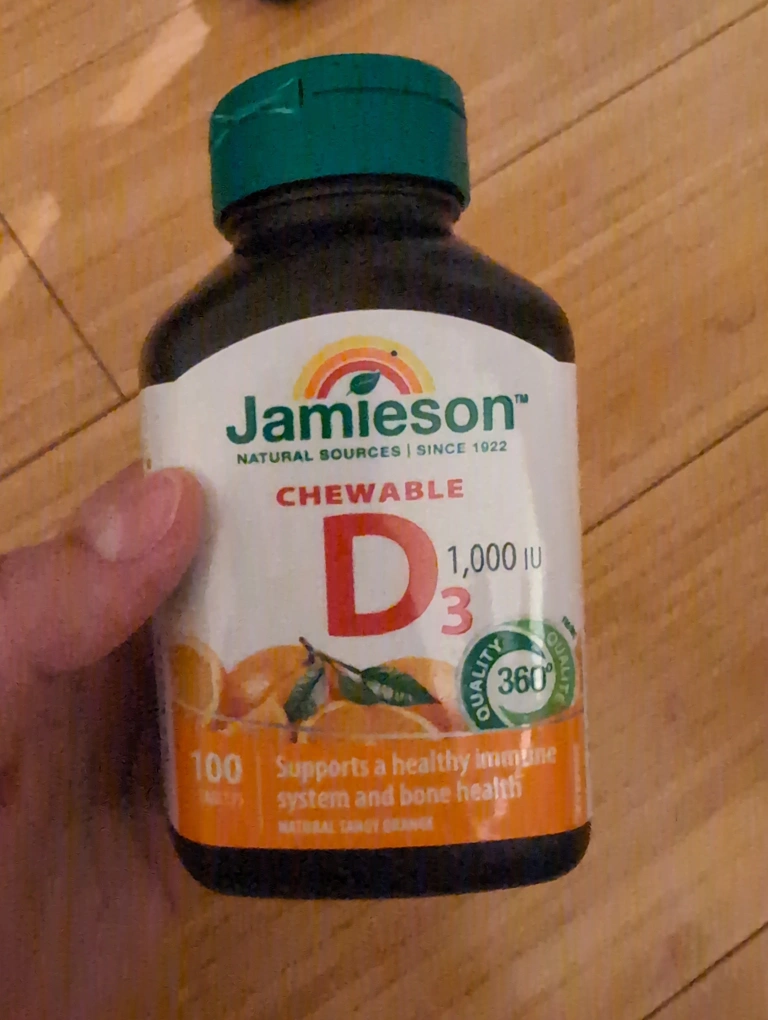 Jamieson™
NATURAL SOURCES | SINCE 1922
CHEWABLE
D3
1,000 IU
QUALITY
360°
QUALITY
100
TABLETS
Supports a healthy immune
system and bone health
NATURAL TANGY ORANGE